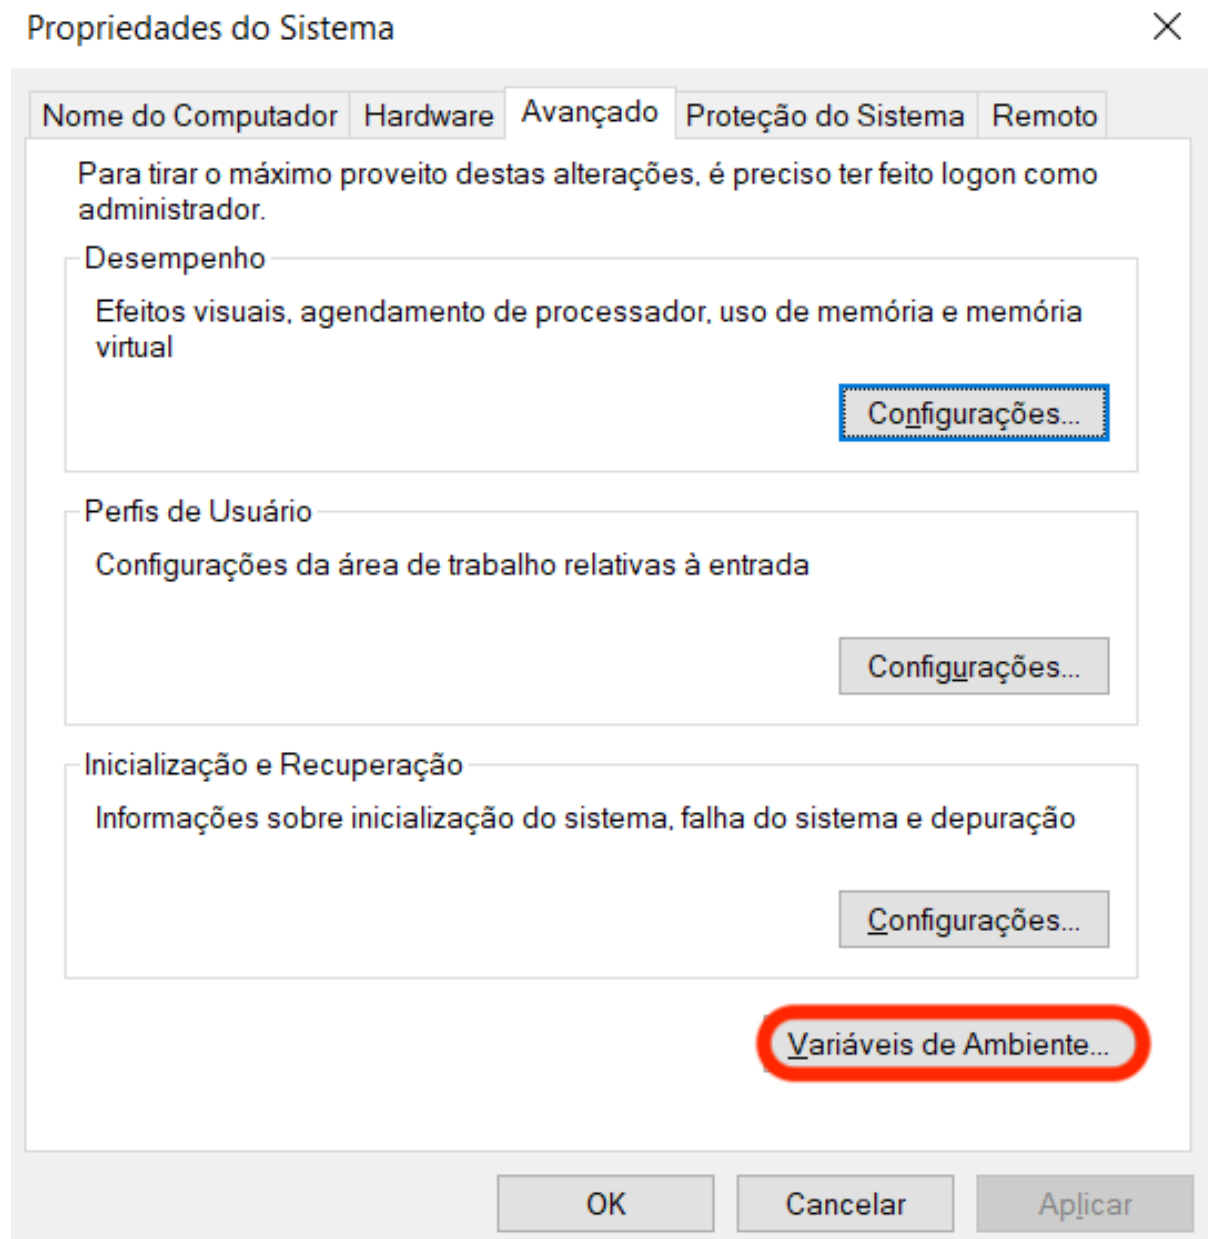 Propriedades do Sistema
Nome do Computador
Hardware
Avançado
Proteção do Sistema
Remoto
Para tirar o máximo proveito destas alterações, é preciso ter feito logon como
administrador.
Desempenho
Efeitos visuais, agendamento de processador, uso de memória e memória
virtual
Configurações...
Perfis de Usuário
Configurações da área de trabalho relativas à entrada
Configurações...
Inicialização e Recuperação
Informações sobre inicialização do sistema, falha do sistema e depuração
Configurações...
Variáveis de Ambiente...
OK
Cancelar
Aplicar